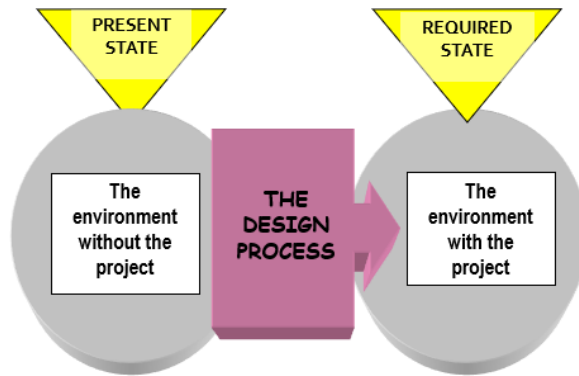 PRESENT
STATE
REQUIRED
STATE
The
environment
without the
project
THE
DESIGN
PROCESS
The
environment
with the
project